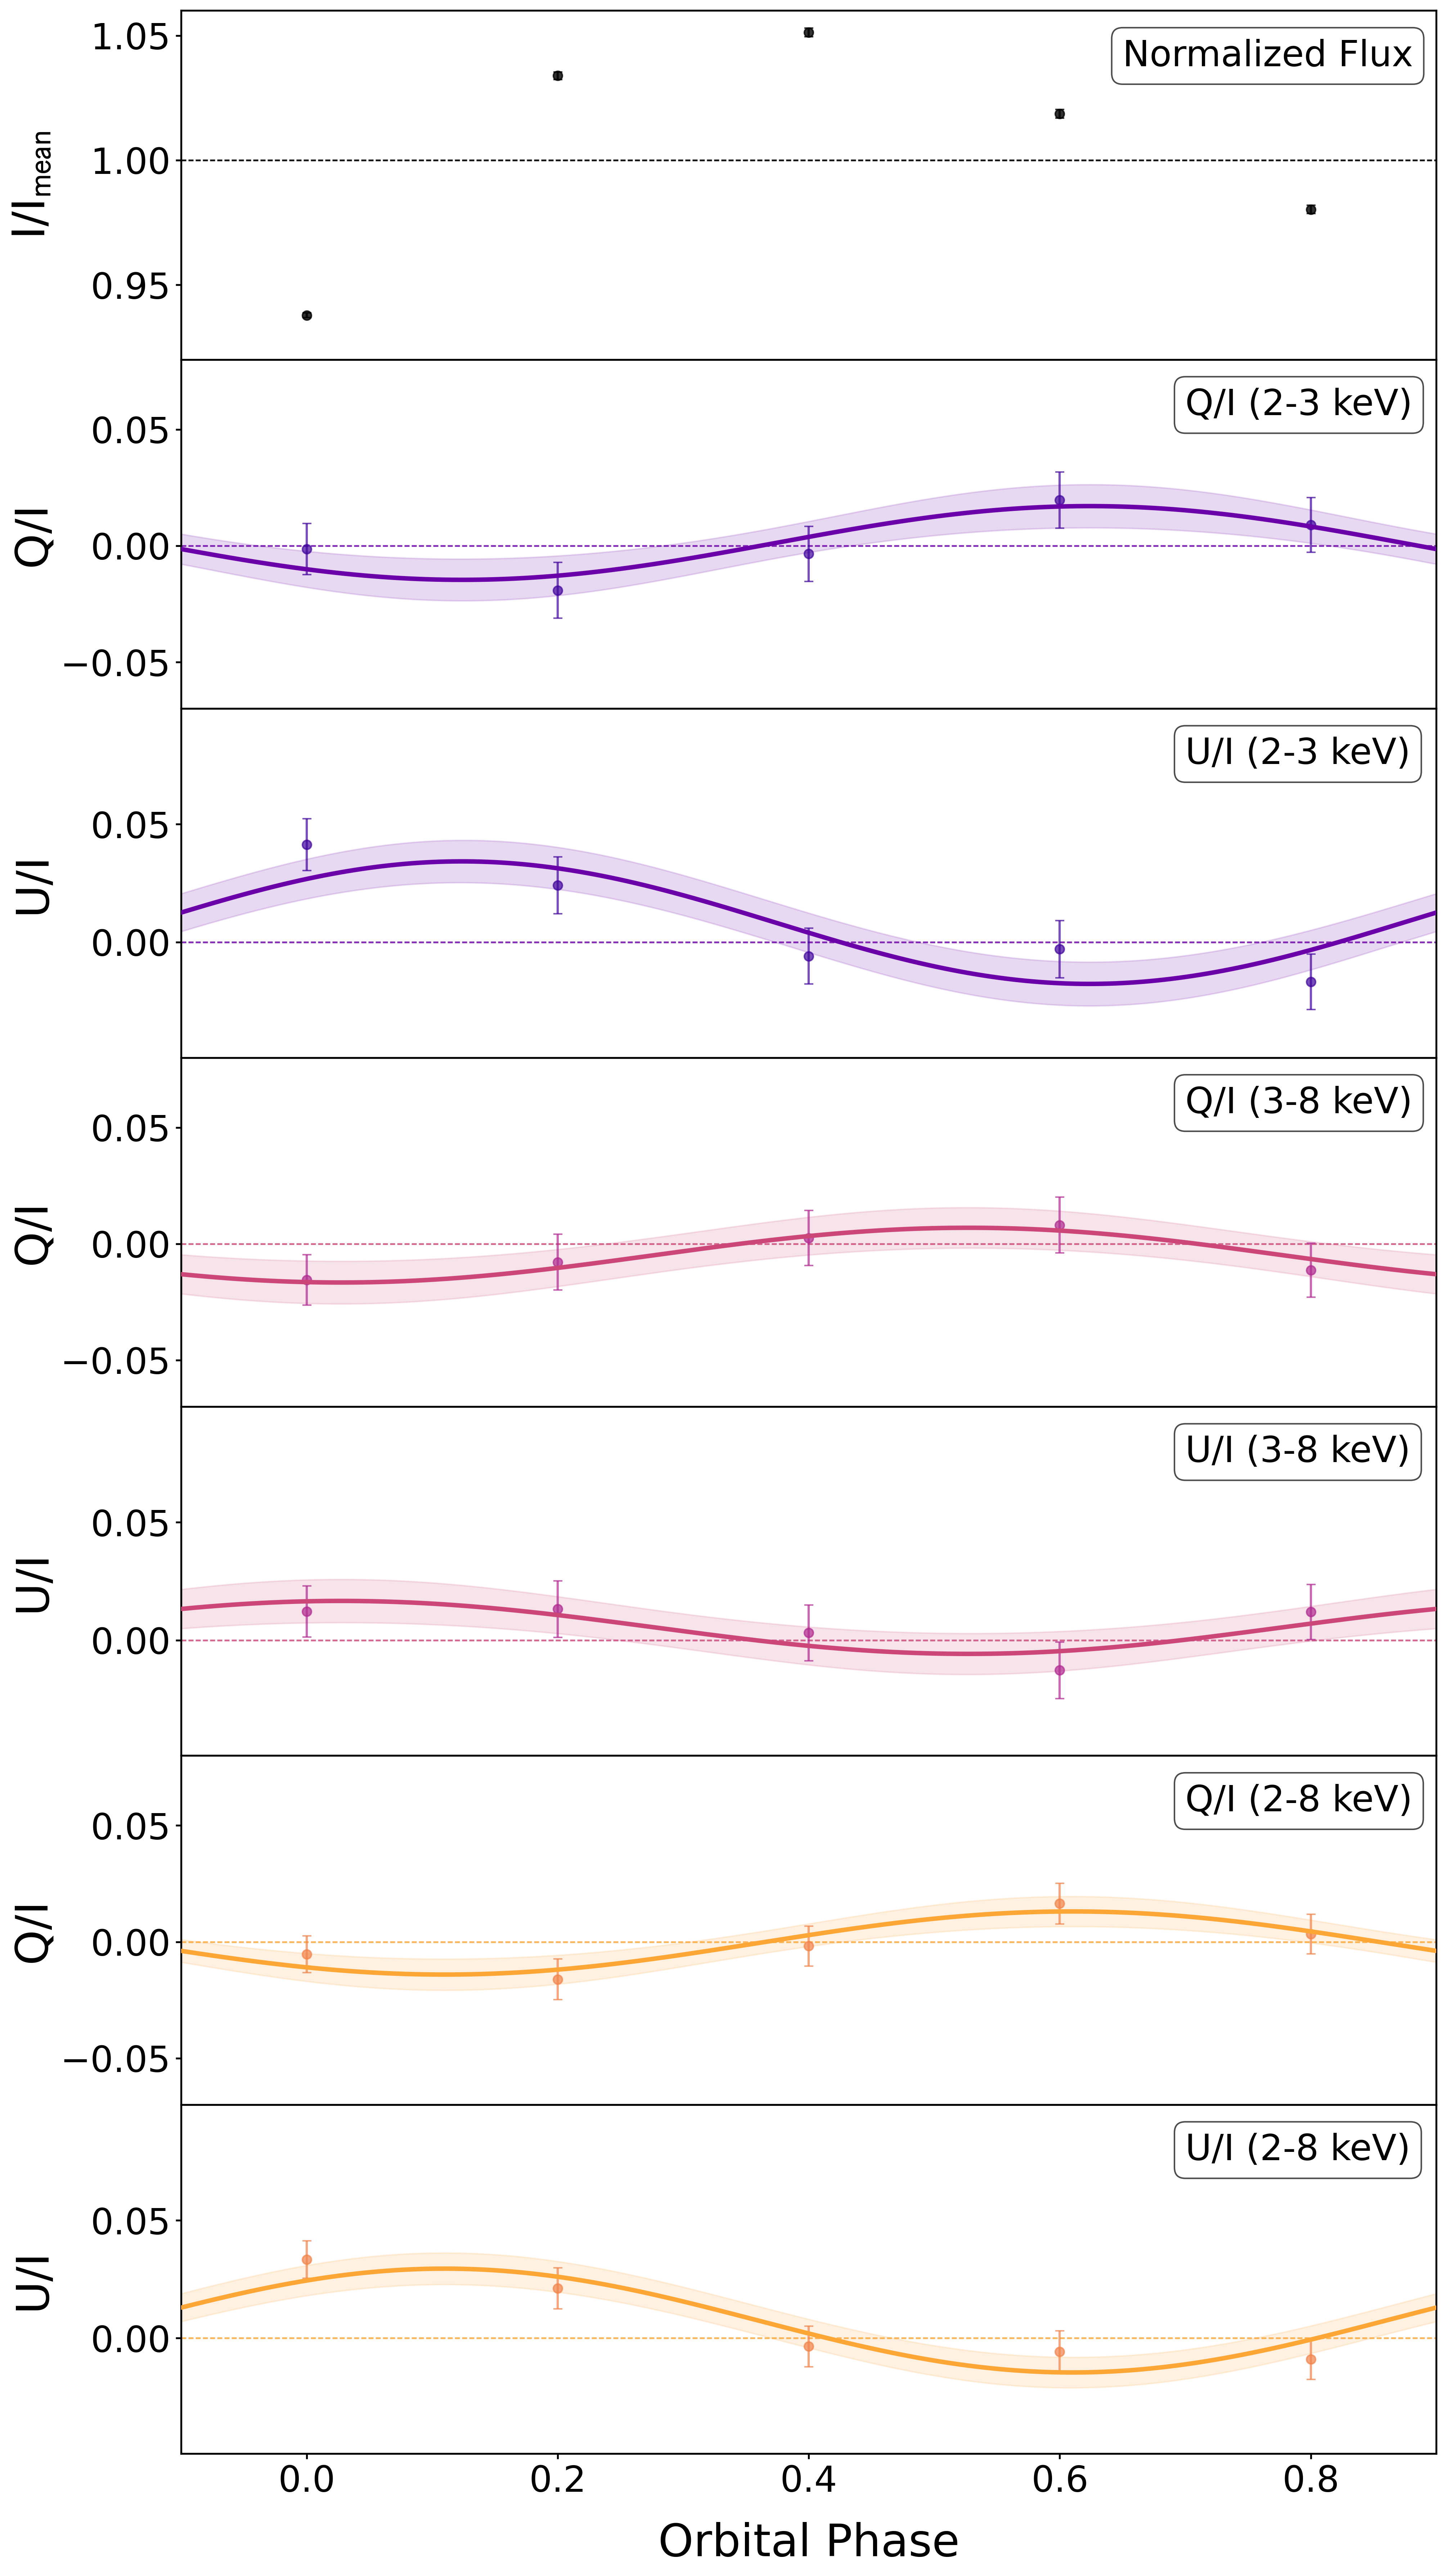 Normalized Flux
I/I_mean
1.05
1.00
0.95
Q/I (2-3 keV)
Q/I
0.05
0.00
−0.05
U/I (2-3 keV)
U/I
0.05
0.00
Q/I (3-8 keV)
Q/I
0.05
0.00
−0.05
U/I (3-8 keV)
U/I
0.05
0.00
Q/I (2-8 keV)
Q/I
0.05
0.00
−0.05
U/I (2-8 keV)
U/I
0.05
0.00
0.0 0.2 0.4 0.6 0.8
Orbital Phase